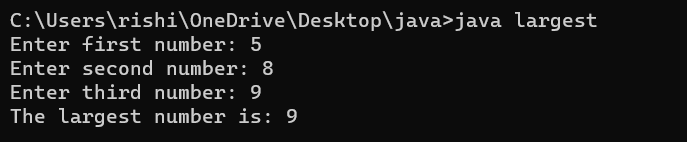 C:\Users\rishi\OneDrive\Desktop\java>java largest
Enter first number: 5
Enter second number: 8
Enter third number: 9
The largest number is: 9